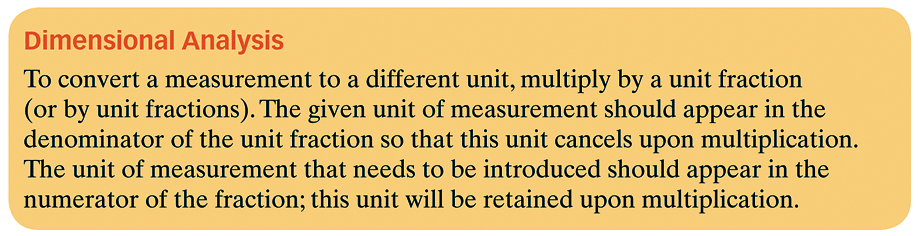 Dimensional Analysis
To convert a measurement to a different unit, multiply by a unit fraction
(or by unit fractions). The given unit of measurement should appear in the
denominator of the unit fraction so that this unit cancels upon multiplication.
The unit of measurement that needs to be introduced should appear in the
numerator of the fraction; this unit will be retained upon multiplication.